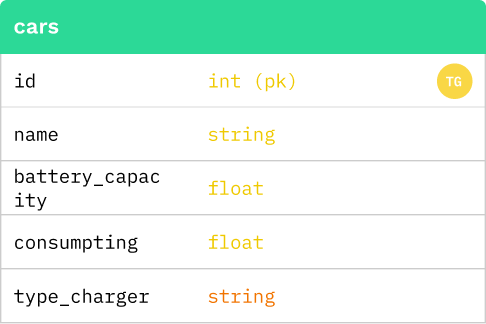 cars
id int (pk) TG
name string
battery_capac
ity float
consumpting float
type_charger string